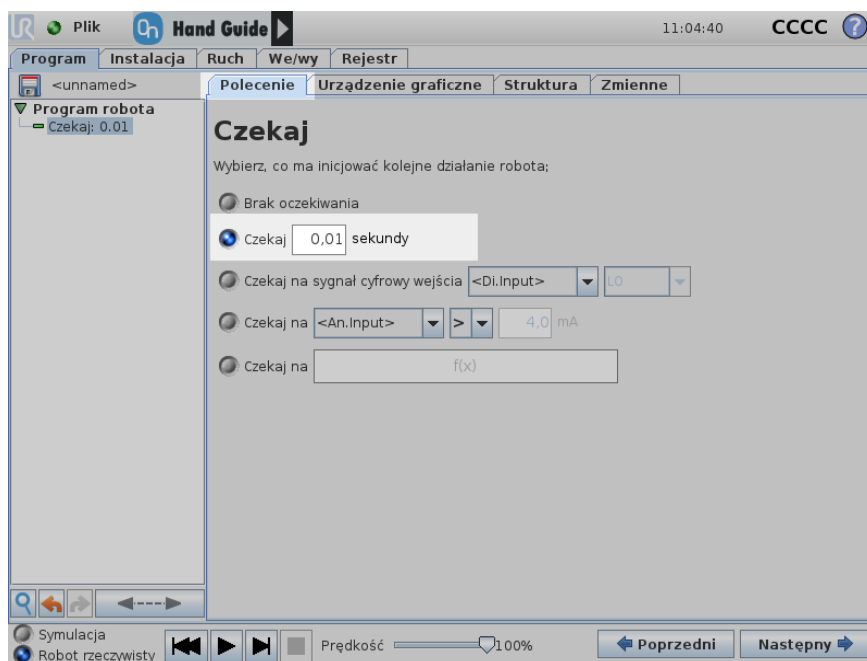 UR Plik On Hand Guide 11:04:40 CCCC ?
Program Instalacja Ruch We/wy Rejestr
<unnamed>
Polecenie Urządzenie graficzne Struktura Zmienne
Program robota
Czekaj: 0.01
Czekaj
Wybierz, co ma inicjować kolejne działanie robota;
Brak oczekiwania
Czekaj 0,01 sekundy
Czekaj na sygnał cyfrowy wejścia <Di.Input> LO
Czekaj na <An.Input> > 4,0 mA
Czekaj na f(x)
Symulacja
Robot rzeczywisty
Prędkość 100% Poprzedni Następny